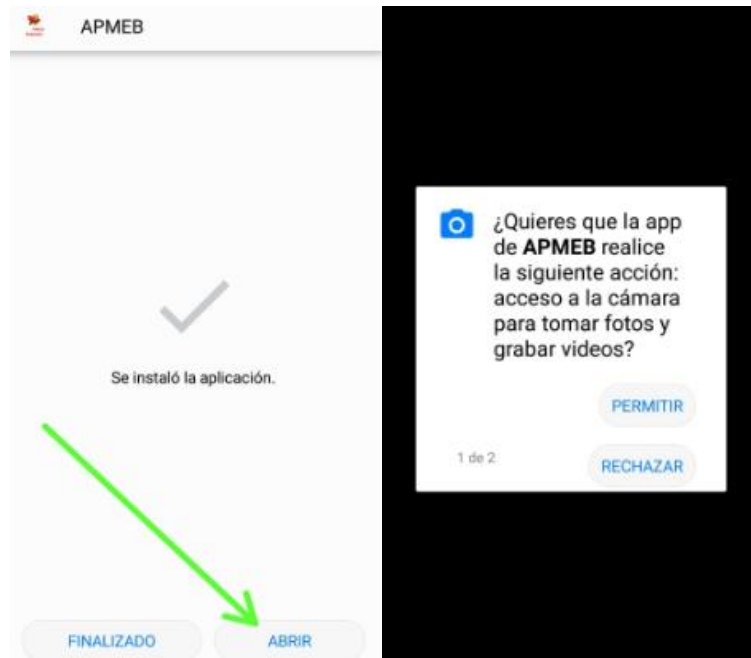 APMEB
Se instaló la aplicación.
FINALIZADO
ABRIR
¿Quieres que la app
de APMEB realice
la siguiente acción:
acceso a la cámara
para tomar fotos y
grabar videos?
PERMITIR
1 de 2
RECHAZAR